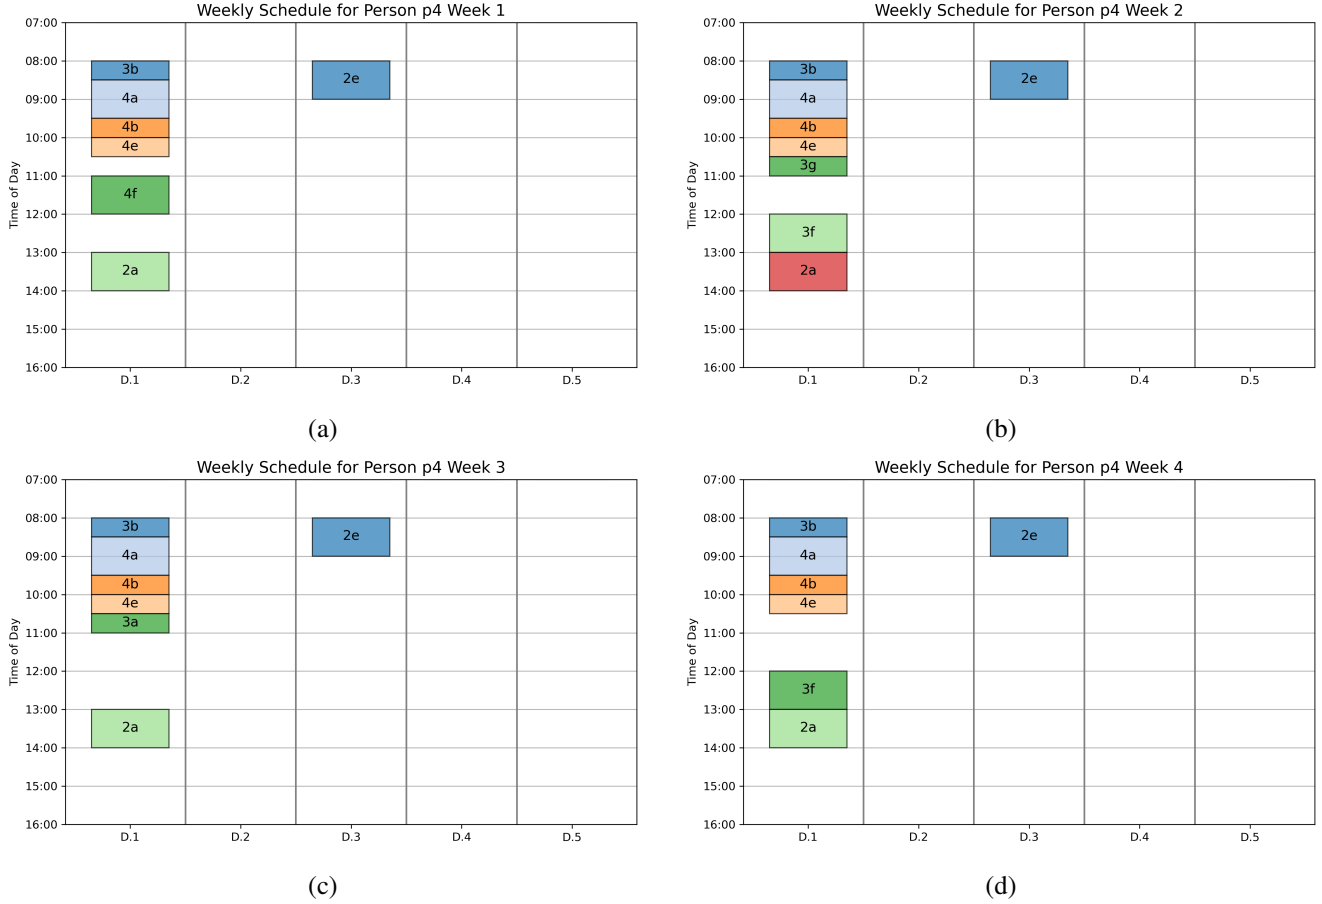 Weekly Schedule for Person p4 Week 1
Time of Day
07:00
08:00
09:00
10:00
11:00
12:00
13:00
14:00
15:00
16:00
3b
4a
4b
4e
4f
2a
2e
D.1 D.2 D.3 D.4 D.5
(a)
Weekly Schedule for Person p4 Week 2
Time of Day
07:00
08:00
09:00
10:00
11:00
12:00
13:00
14:00
15:00
16:00
3b
4a
4b
4e
3g
3f
2a
2e
D.1 D.2 D.3 D.4 D.5
(b)
Weekly Schedule for Person p4 Week 3
Time of Day
07:00
08:00
09:00
10:00
11:00
12:00
13:00
14:00
15:00
16:00
3b
4a
4b
4e
3a
2a
2e
D.1 D.2 D.3 D.4 D.5
(c)
Weekly Schedule for Person p4 Week 4
Time of Day
07:00
08:00
09:00
10:00
11:00
12:00
13:00
14:00
15:00
16:00
3b
4a
4b
4e
3f
2a
2e
D.1 D.2 D.3 D.4 D.5
(d)